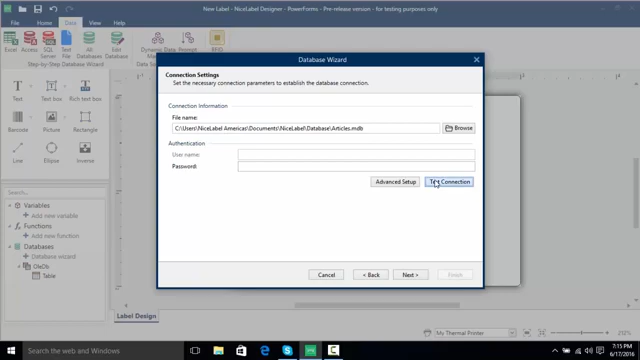 New Label - NiceLabel Designer - PowerForms - Pre-release version - for testing purposes only
File Home Data
Excel Access SQL Server Text File All Databases Edit Databases Dynamic Data Prompt RFID
Step-by-Step Database Wizard
Text Text box Rich text box
Barcode Picture Rectangle
Line Ellipse Inverse
Search...
Variables
Add new variable
Functions
Add new function
Databases
Database wizard
OleDb
Table
Database Wizard
Connection Settings
Set the necessary connection parameters to establish the database connection.
Connection Information
File name:
C:\Users\NiceLabel Americas\Documents\NiceLabel\Database\Articles.mdb
Browse
Authentication
User name:
Password:
Advanced Setup Test Connection
Cancel < Back Next > Finish
Label Design
My Thermal Printer
212%
Search the web and Windows
7:15 PM
6/17/2016